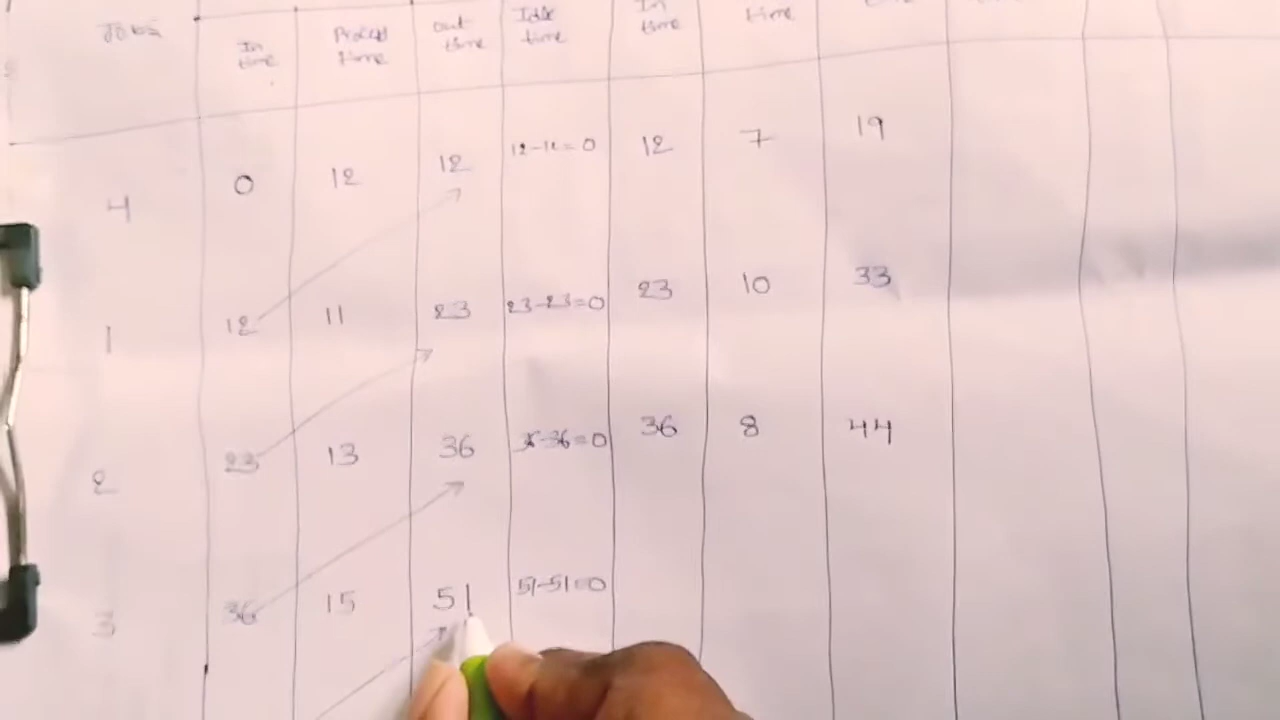 Jobs In time Process time Out time Idle time In time time
4 0 12 12 12-12=0 12 7 19
1 12 11 23 23-23=0 23 10 33
2 23 13 36 36-36=0 36 8 44
3 36 15 51 51-51=0